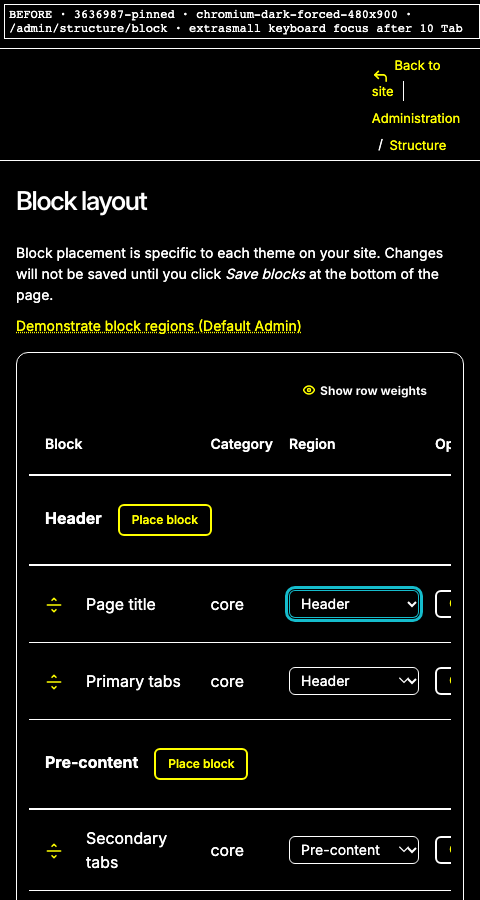 BEFORE • 3636987-pinned • chromium-dark-forced-480x900 •
/admin/structure/block • extrasmall keyboard focus after 10 Tab
Back to
site
Administration
/ Structure
Block layout
Block placement is specific to each theme on your site. Changes
will not be saved until you click Save blocks at the bottom of the
page.
Demonstrate block regions (Default Admin)
Show row weights
Block Category Region Op
Header Place block
Page title core Header
Primary tabs core Header
Pre-content Place block
Secondary
tabs core Pre-content